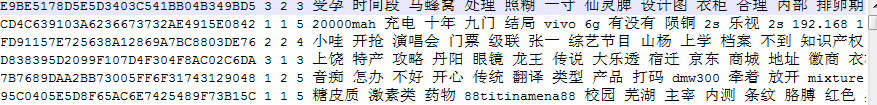 E9BE5178D5E5D3403C541BB04B349BD5 3 2 3 受孕 时间段 马蜂窝 处理 照糊 一寸 仙灵脾 设计图 衣柜 合理 内部 排卵期
CD4C639103A6236673732AE4915E0842 1 1 5 20000mah 充电 十年 九门 结局 vivo 6g 有没有 陨铜 2s 乐视 2s 192.168 1
FD91157E725638A12869A7BC8803DE76 2 2 4 小哇 开抢 演唱会 门票 级联 张一 综艺节目 山杨 上学 档案 不到 知识产权
D838395D2099F107D4F304F8AC02C6DA 3 1 3 上饶 特产 攻略 丹阳 眼镜 龙王 传说 大乐透 宿迁 京东 商城 地址 徽商 衣
7B7689DAA2BB73005FF6F31743129048 1 2 5 音痴 怎办 不好 开心 传统 翻译 类型 产品 打码 dmw300 牵着 放开 mixture
95C0405E5D8F65AC6E7425489F73B15C 1 1 5 糖皮质 激素类 药物 88titinamena88 校园 芜湖 主宰 内测 条纹 胳膊 红色